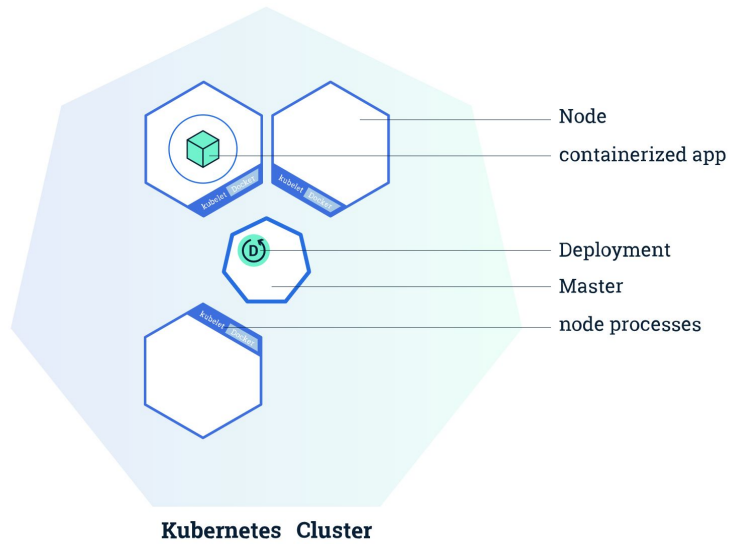 Node
containerized app
kubelet Docker
kubelet Docker
D
Deployment
Master
kubelet Docker
node processes
Kubernetes Cluster